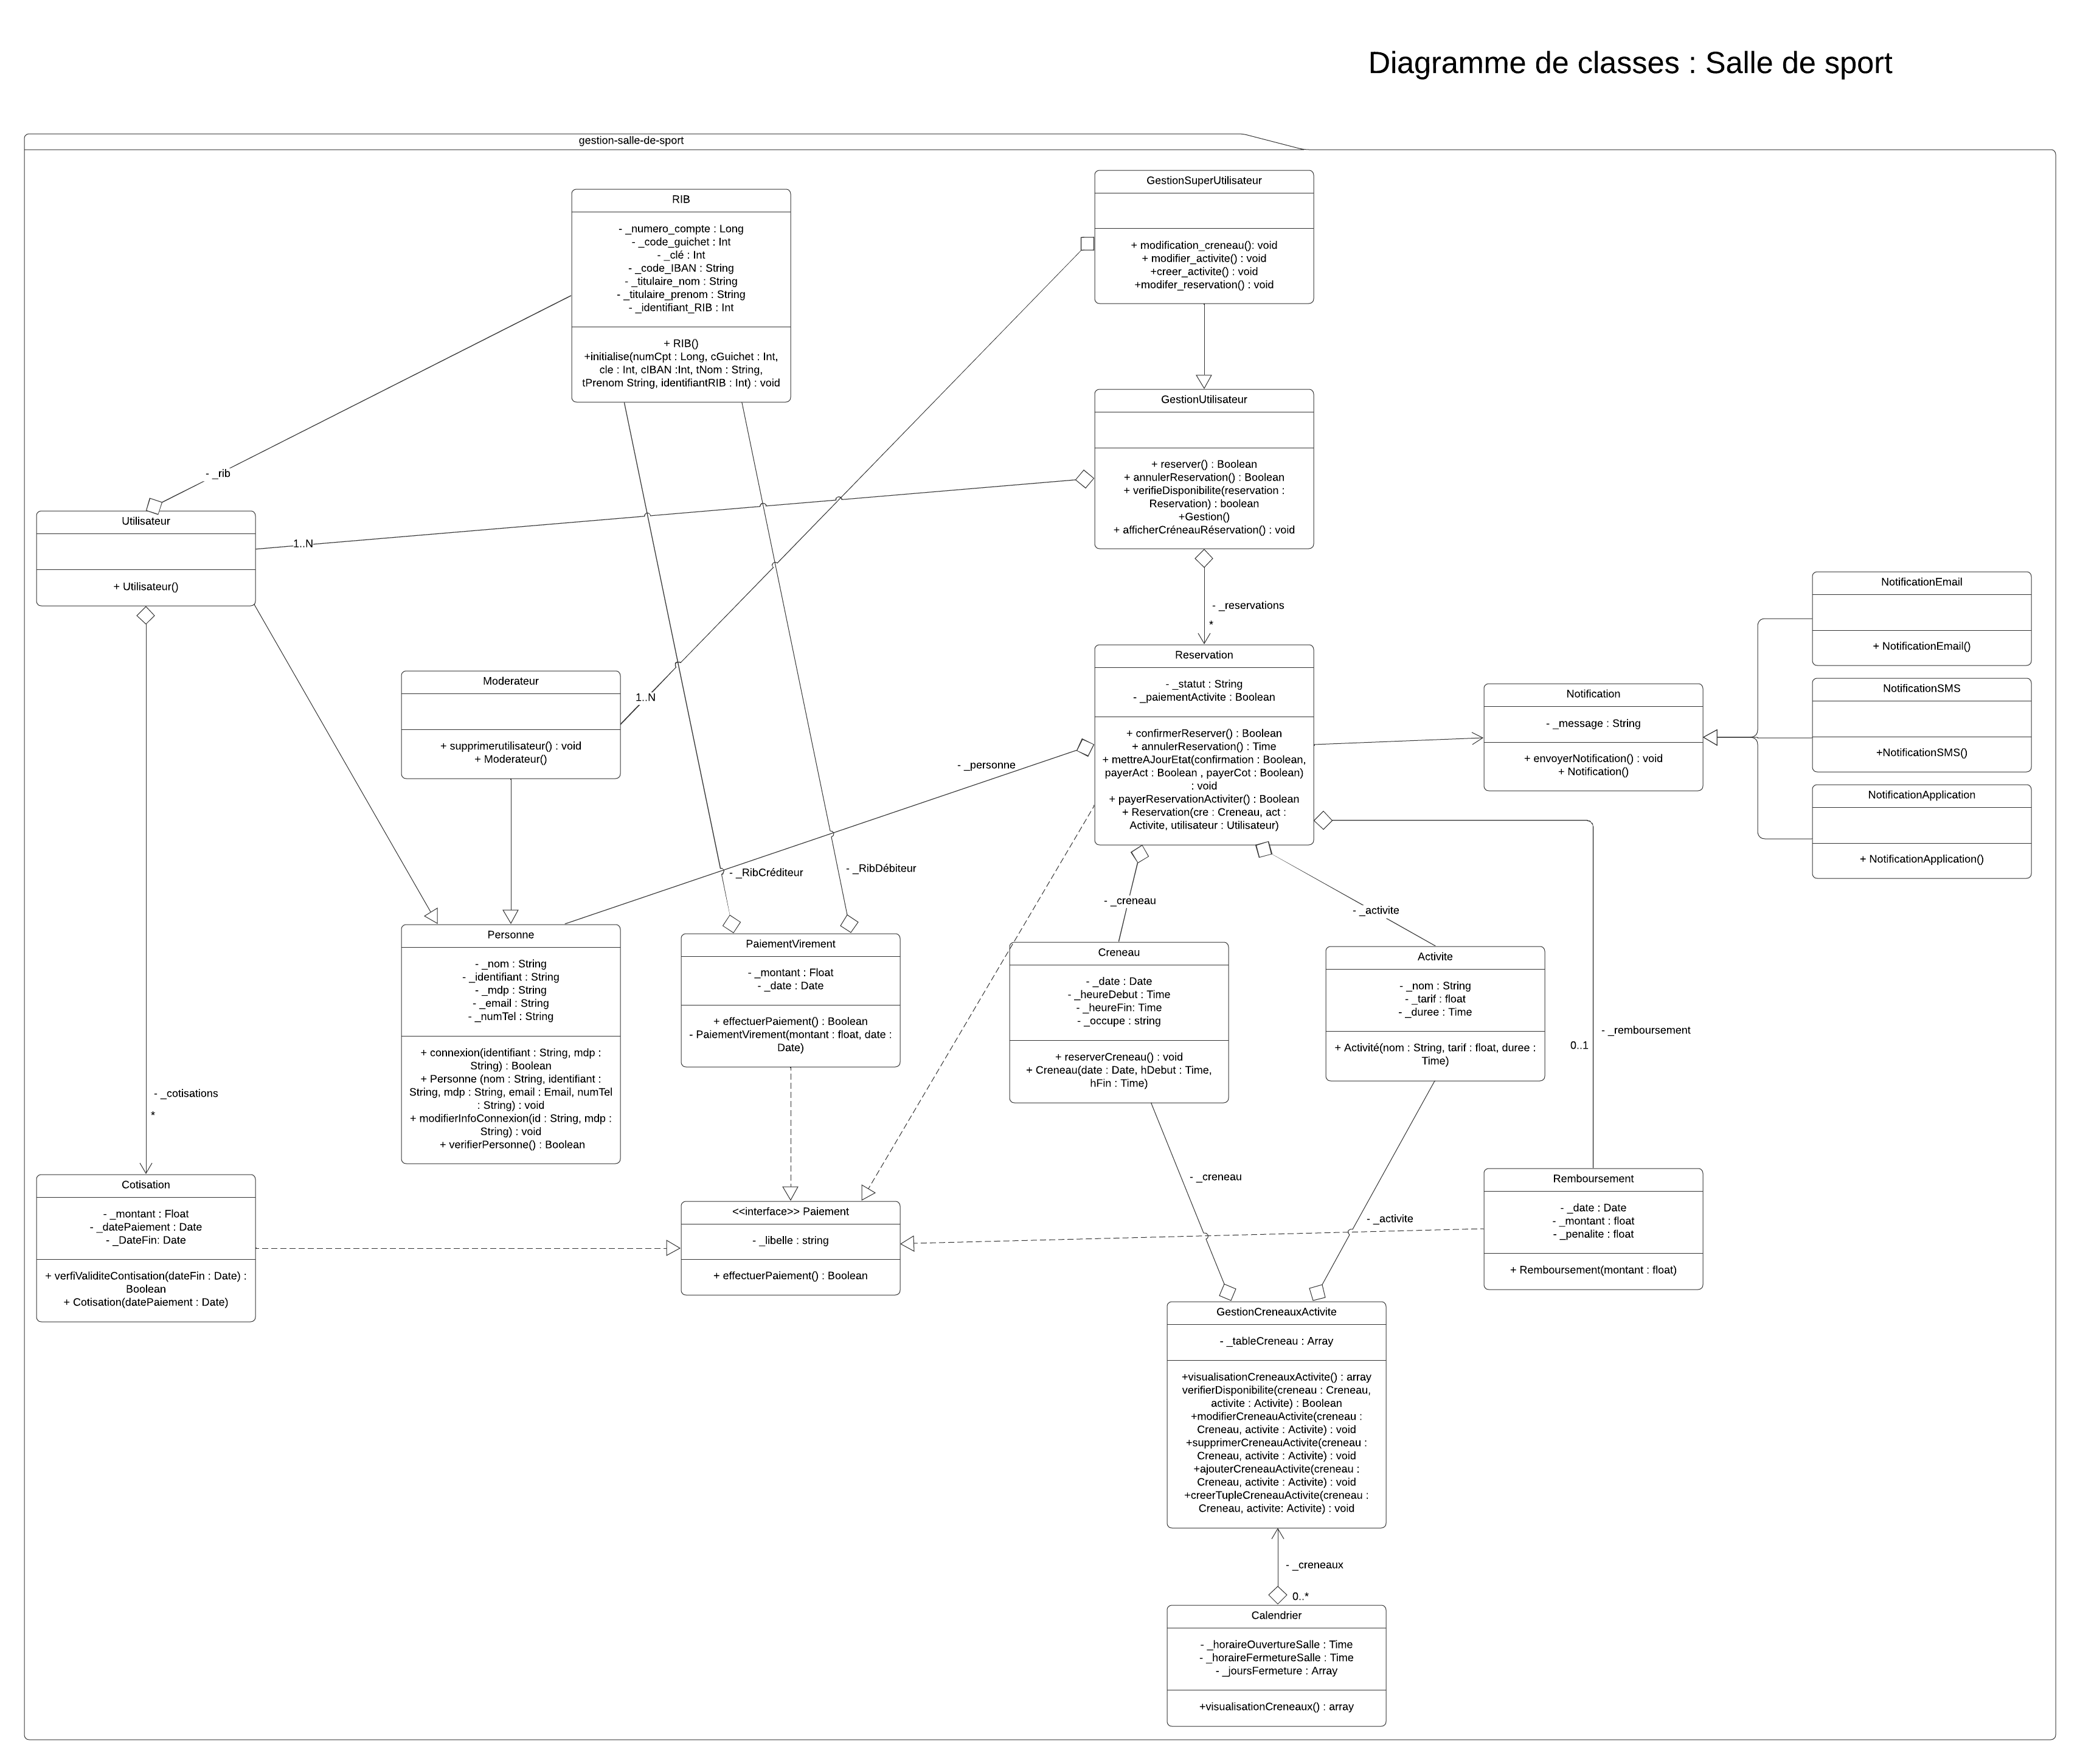 Diagramme de classes : Salle de sport
gestion-salle-de-sport
RIB
- _numero_compte : Long
- _code_guichet : Int
- _clé : Int
- _code_IBAN : String
- _titulaire_nom : String
- _titulaire_prenom : String
- _identifiant_RIB : Int
+ RIB()
+initialise(numCpt : Long, cGuichet : Int,
cle : Int, cIBAN :Int, tNom : String,
tPrenom String, identifiantRIB : Int) : void
GestionSuperUtilisateur
+ modification_creneau(): void
+ modifier_activite() : void
+creer_activite() : void
+modifer_reservation() : void
GestionUtilisateur
+ reserver() : Boolean
+ annulerReservation() : Boolean
+ verifieDisponibilite(reservation :
Reservation) : boolean
+Gestion()
+ afficherCréneauRéservation() : void
- _rib
Utilisateur
+ Utilisateur()
1..N
- _reservations
*
NotificationEmail
+ NotificationEmail()
Moderateur
+ supprimerutilisateur() : void
+ Moderateur()
1..N
Reservation
- _statut : String
- _paiementActivite : Boolean
+ confirmerReserver() : Boolean
+ annulerReservation() : Time
+ mettreAJourEtat(confirmation : Boolean,
payerAct : Boolean , payerCot : Boolean)
: void
+ payerReservationActiviter() : Boolean
+ Reservation(cre : Creneau, act :
Activite, utilisateur : Utilisateur)
Notification
- _message : String
+ envoyerNotification() : void
+ Notification()
NotificationSMS
+NotificationSMS()
NotificationApplication
+ NotificationApplication()
- _personne
- _RibCréditeur
- _RibDébiteur
- _creneau
- _activite
Personne
- _nom : String
- _identifiant : String
- _mdp : String
- _email : String
- _numTel : String
+ connexion(identifiant : String, mdp :
String) : Boolean
+ Personne (nom : String, identifiant :
String, mdp : String, email : Email, numTel
: String) : void
+ modifierInfoConnexion(id : String, mdp :
String) : void
+ verifierPersonne() : Boolean
PaiementVirement
- _montant : Float
- _date : Date
+ effectuerPaiement() : Boolean
- PaiementVirement(montant : float, date :
Date)
Creneau
- _date : Date
- _heureDebut : Time
- _heureFin: Time
- _occupe : string
+ reserverCreneau() : void
+ Creneau(date : Date, hDebut : Time,
hFin : Time)
Activite
- _nom : String
- _tarif : float
- _duree : Time
+ Activité(nom : String, tarif : float, duree :
Time)
- _remboursement
0..1
- _cotisations
*
Cotisation
- _montant : Float
- _datePaiement : Date
- _DateFin: Date
+ verfiValiditeContisation(dateFin : Date) :
Boolean
+ Cotisation(datePaiement : Date)
<<interface>> Paiement
- _libelle : string
+ effectuerPaiement() : Boolean
- _creneau
- _activite
Remboursement
- _date : Date
- _montant : float
- _penalite : float
+ Remboursement(montant : float)
GestionCreneauxActivite
- _tableCreneau : Array
+visualisationCreneauxActivite() : array
verifierDisponibilite(creneau : Creneau,
activite : Activite) : Boolean
+modifierCreneauActivite(creneau :
Creneau, activite : Activite) : void
+supprimerCreneauActivite(creneau :
Creneau, activite : Activite) : void
+ajouterCreneauActivite(creneau :
Creneau, activite : Activite) : void
+creerTupleCreneauActivite(creneau :
Creneau, activite: Activite) : void
- _creneaux
0..*
Calendrier
- _horaireOuvertureSalle : Time
- _horaireFermetureSalle : Time
- _joursFermeture : Array
+visualisationCreneaux() : array